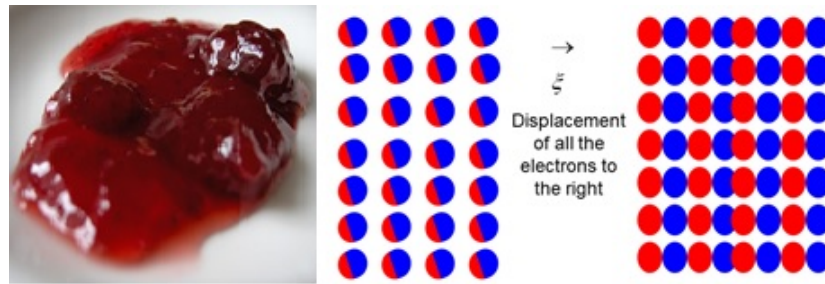 →
ξ
Displacement
of all the
electrons to
the right